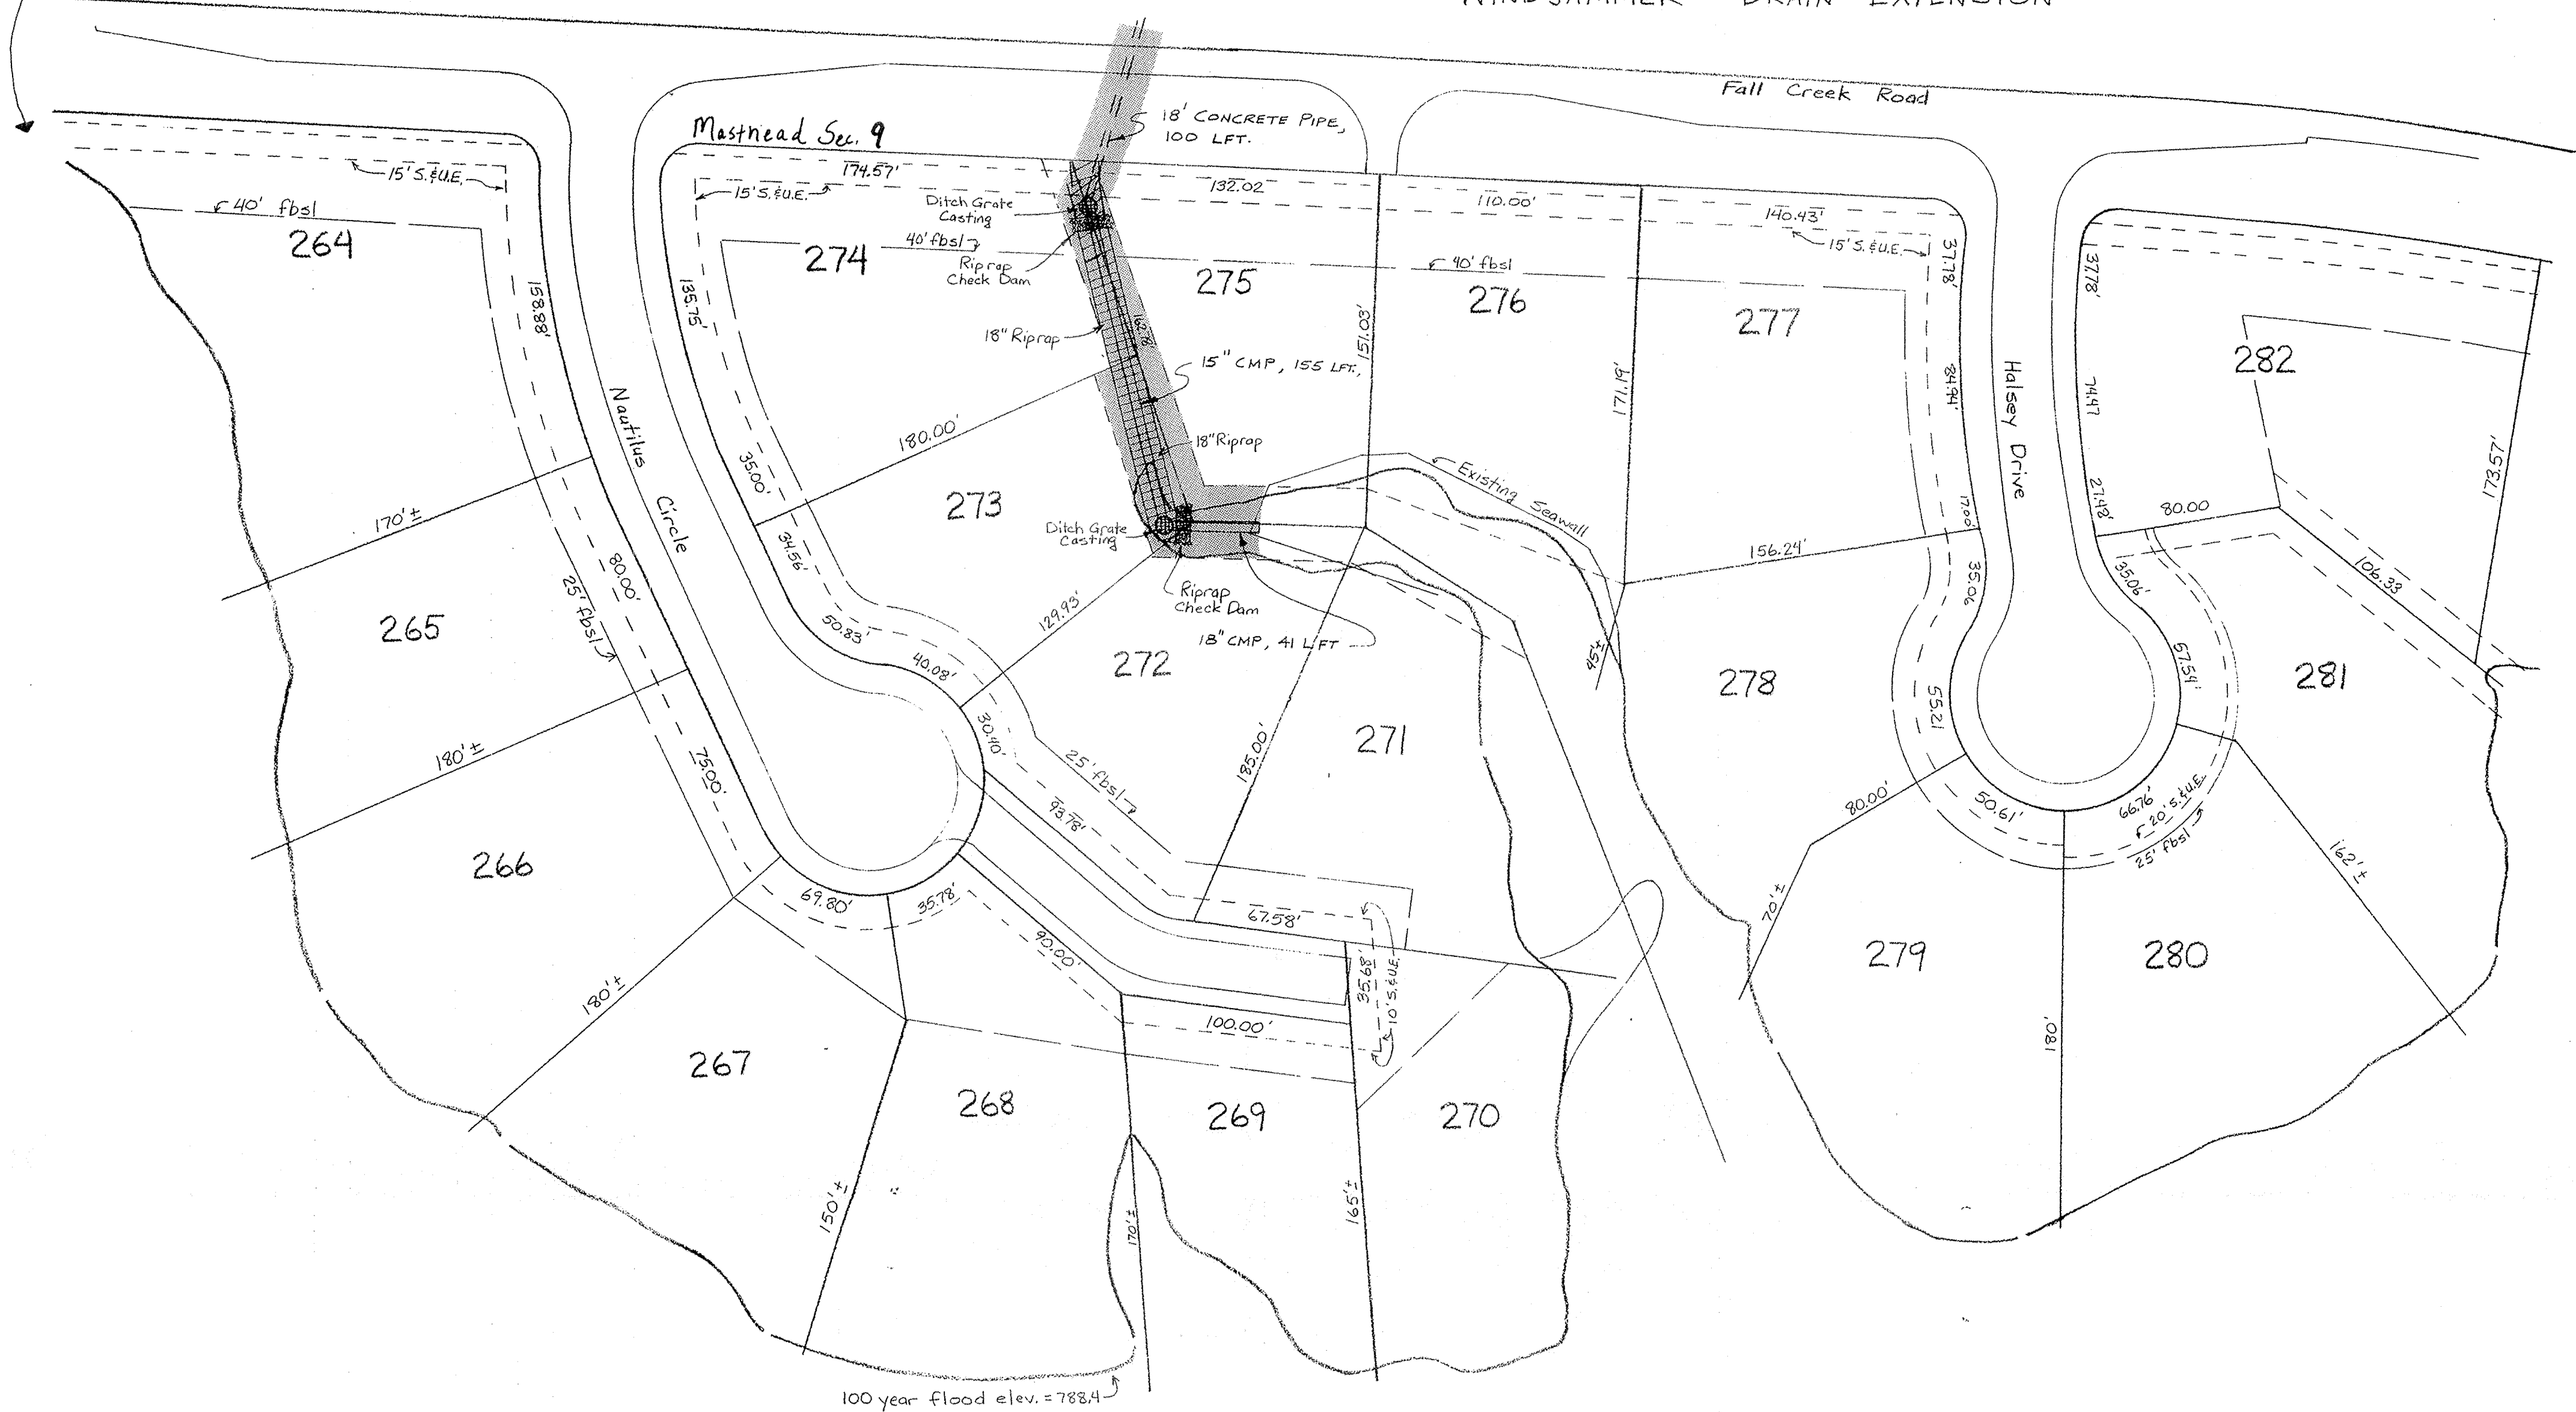 WINDJAMMER DRAIN EXTENSION
Fall Creek Road
Masthead Sec. 9
18' CONCRETE PIPE,
100 LFT.
15' S.&U.E.
40' fbsl
264
158.88'
174.57'
15' S.&U.E.
Ditch Grate
Casting
40' fbsl
274
Riprap
Check Dam
135.75'
18" Riprap
162.78'
15" CMP, 155 LFT.,
132.02
275
151.03'
110.00'
40' fbsl
276
171.19'
140.43'
15' S.&U.E.
277
37.78'
84.94'
17.00'
Halsey Drive
37.78'
74.47
27.48'
282
173.57'
80.00
106.33
Nautilus Circle
170'±
180.00'
35.00'
273
18" Riprap
Existing Seawall
156.24'
34.56'
Ditch Grate
Casting
Riprap
Check Dam
18" CMP, 41 LFT
129.93'
50.83'
40.08'
30.40'
265
80.00'
25' fbsl
272
185.00'
271
45'±
278
35.06
55.21
35.06'
57.54'
281
180'±
75.00'
25' fbsl
93.78'
80.00'
50.61'
66.76'
20' S.&U.E.
25' fbsl
162'±
266
69.80'
35.78'
90.00'
67.58'
35.68
10' S.&U.E.
70'±
279
280
180'
180'±
100.00'
267
268
269
270
150'±
170'±
165'±
100 year flood elev. = 788.4